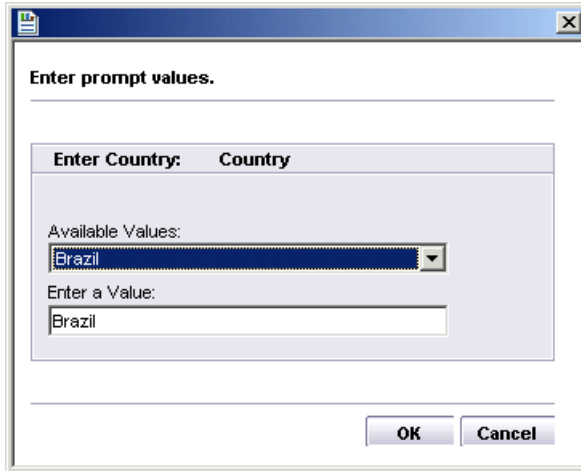 Enter prompt values.
Enter Country: Country
Available Values:
Brazil
Enter a Value:
Brazil
OK Cancel